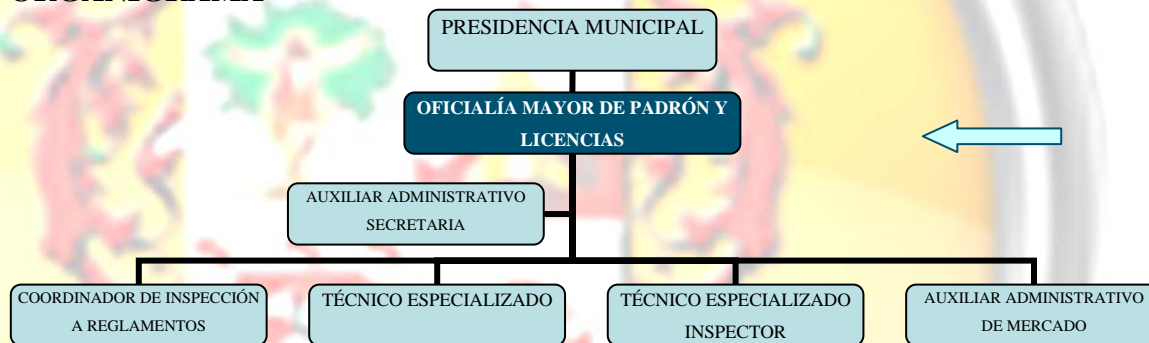 ORGANIGRAMA
PRESIDENCIA MUNICIPAL
OFICIALÍA MAYOR DE PADRÓN Y
LICENCIAS
AUXILIAR ADMINISTRATIVO
SECRETARIA
COORDINADOR DE INSPECCIÓN
A REGLAMENTOS
TÉCNICO ESPECIALIZADO
TÉCNICO ESPECIALIZADO
INSPECTOR
AUXILIAR ADMINISTRATIVO
DE MERCADO